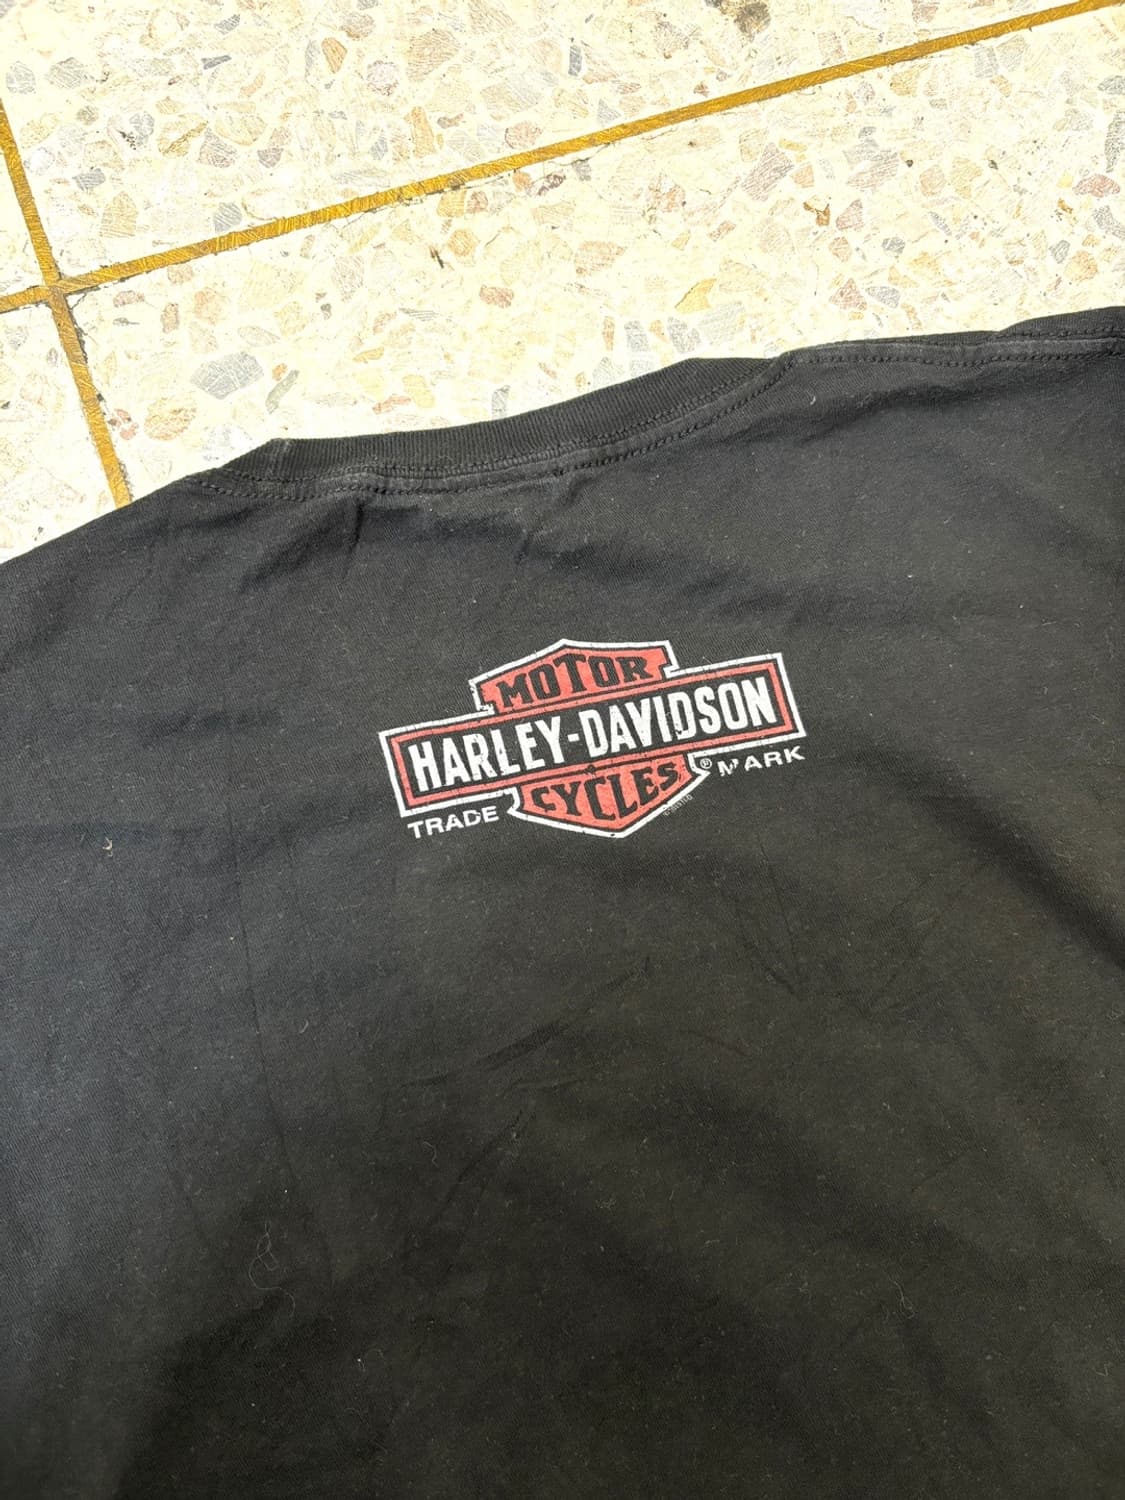 MOTOR
HARLEY-DAVIDSON
CYCLES
TRADE ® MARK